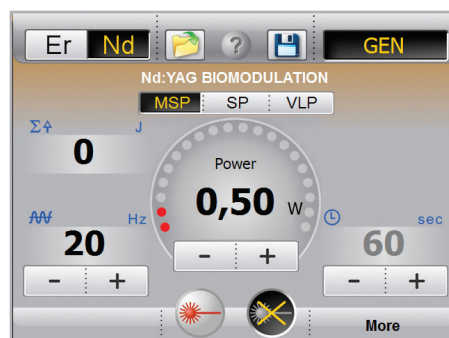 Er Nd ? GEN
Nd:YAG BIOMODULATION
MSP SP VLP
Σ J
0
Power
0,50 W
Hz
20
sec
60
- +
- +
- +
More